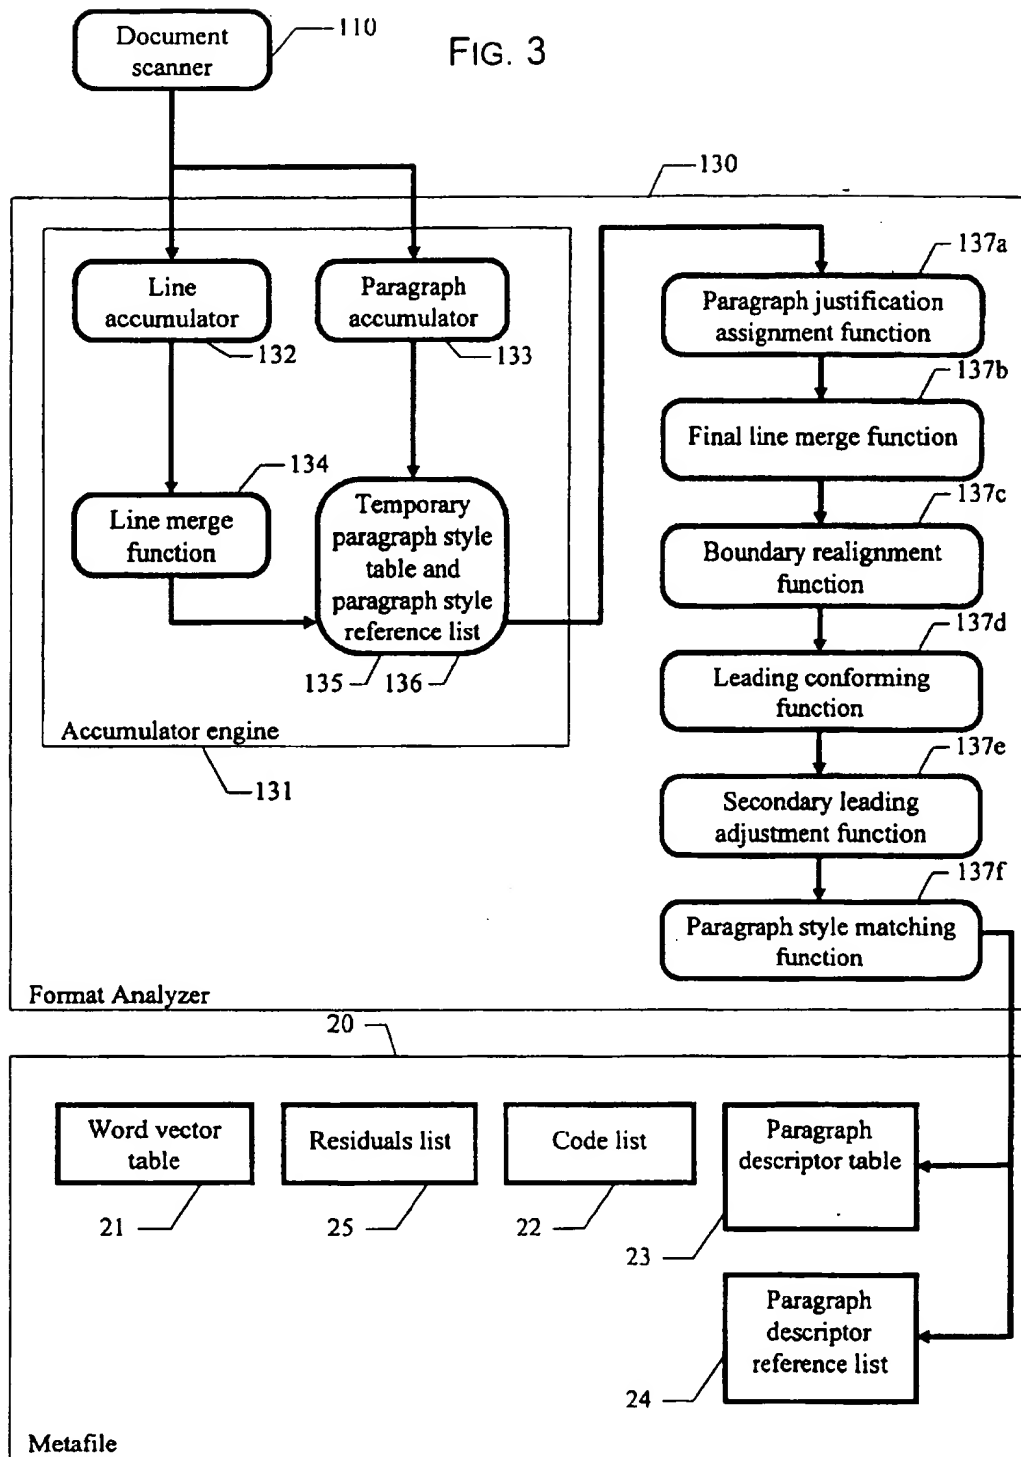 Document
scanner
110
FIG. 3
130
Line
accumulator
132
Paragraph
accumulator
133
137a
Paragraph justification
assignment function
137b
Final line merge function
134
Line merge
function
Temporary
paragraph style
table and
paragraph style
reference list
135
136
137c
Boundary realignment
function
137d
Leading conforming
function
Accumulator engine
131
137e
Secondary leading
adjustment function
137f
Paragraph style matching
function
Format Analyzer
20
Word vector
table
21
Residuals list
25
Code list
22
Paragraph
descriptor table
23
Paragraph
descriptor
reference list
24
Metafile